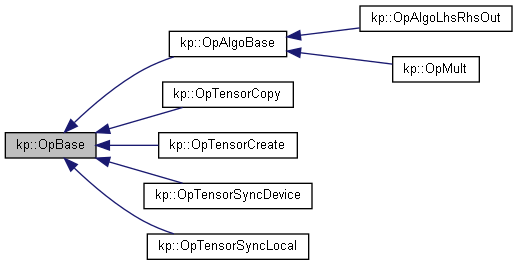 kp::OpBase
kp::OpAlgoBase
kp::OpAlgoLhsRhsOut
kp::OpMult
kp::OpTensorCopy
kp::OpTensorCreate
kp::OpTensorSyncDevice
kp::OpTensorSyncLocal